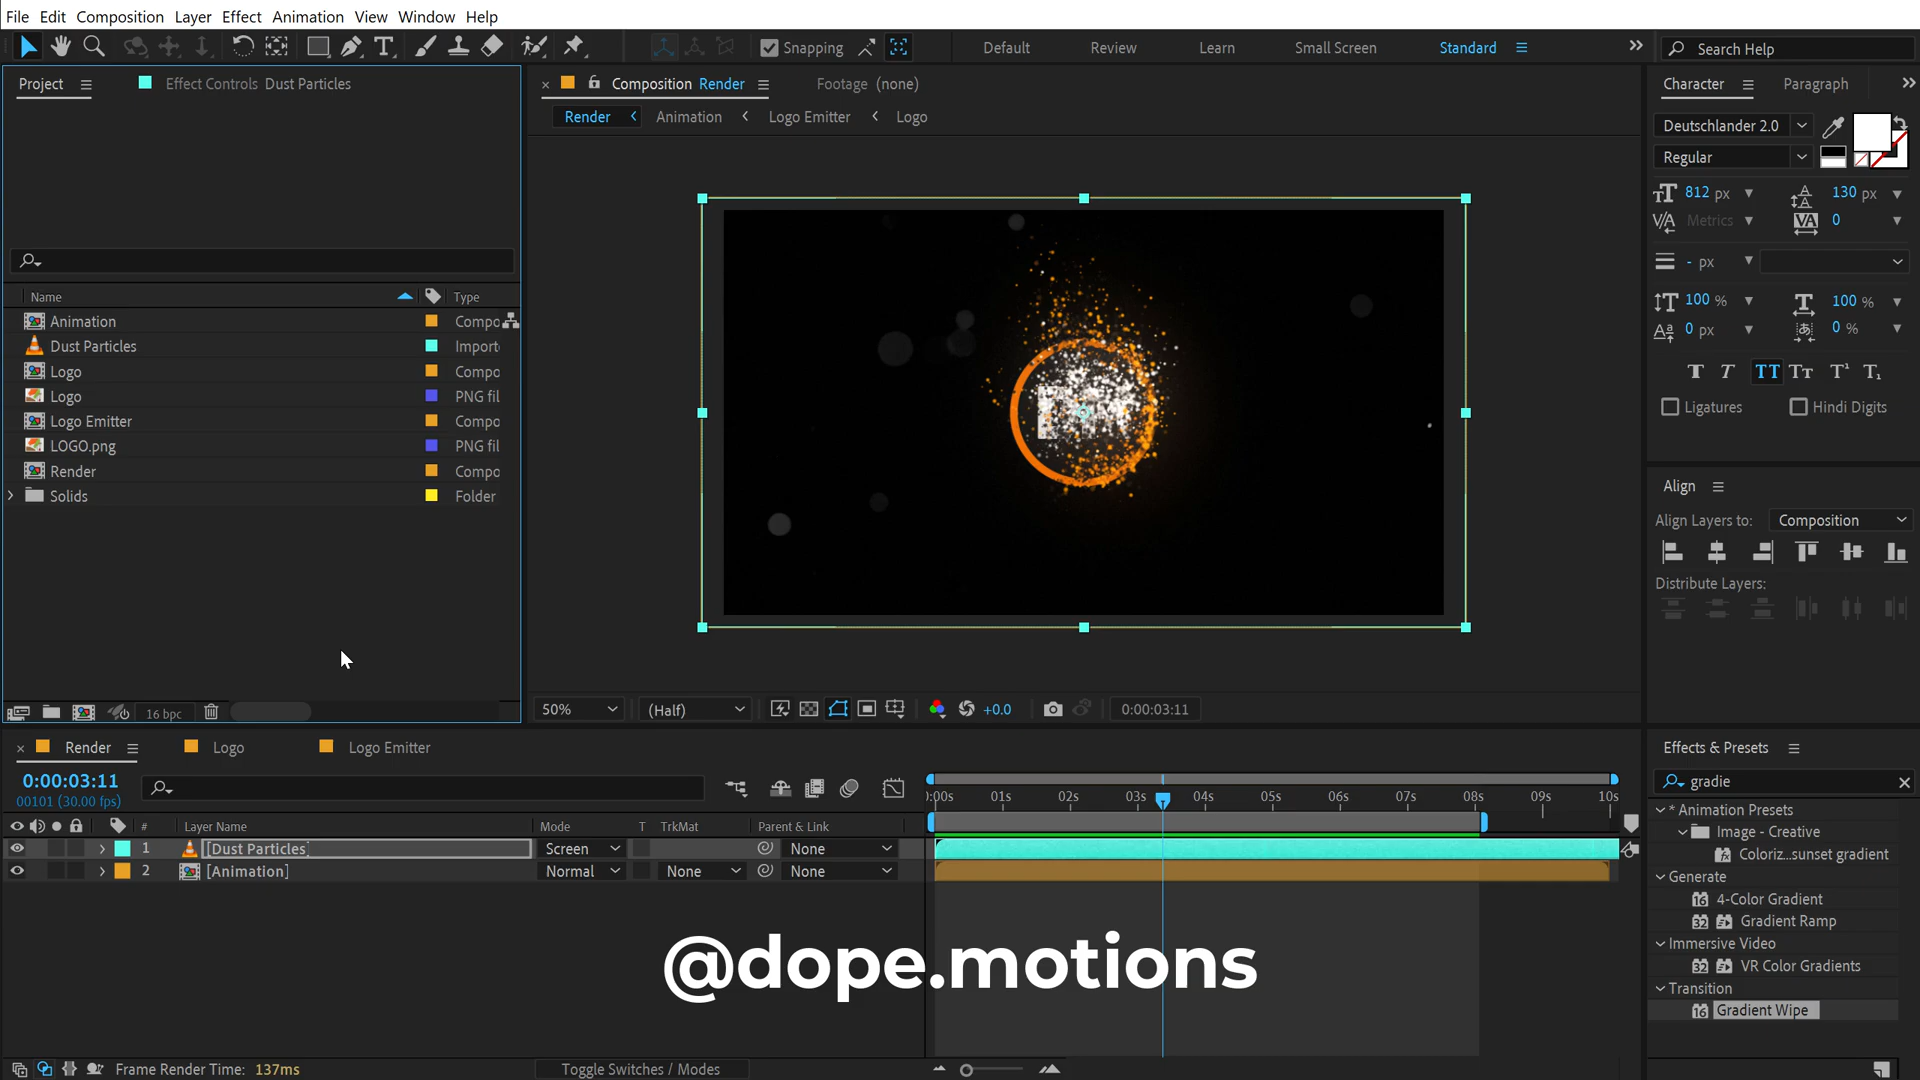 File Edit Composition Layer Effect Animation View Window Help
Snapping Default Review Learn Small Screen Standard Search Help
Project Effect Controls Dust Particles
Composition Render Footage (none)
Render Animation Logo Emitter Logo
Character Paragraph
Deutschlander 2.0
Regular
812 px 130 px
Metrics 0
- px
100 % 100 %
0 px 0 %
Ligatures Hindi Digits
Align
Align Layers to: Composition
Distribute Layers:
Name Type
Animation Compo
Dust Particles Importe
Logo Compo
Logo PNG fil
Logo Emitter Compo
LOGO.png PNG fil
Render Compo
Solids Folder
16 bpc
50% (Half) +0.0 0:00:03:11
Render Logo Logo Emitter
0:00:03:11
00101 (30.00 fps)
:00s 01s 02s 03s 04s 05s 06s 07s 08s 09s 10s
# Layer Name Mode T TrkMat Parent & Link
1 [Dust Particles] Screen None
2 [Animation] Normal None None
@dope.motions
Frame Render Time: 137ms Toggle Switches / Modes
Effects & Presets
gradie
* Animation Presets
Image - Creative
Coloriz...sunset gradient
Generate
16 4-Color Gradient
32 Gradient Ramp
Immersive Video
32 VR Color Gradients
Transition
16 Gradient Wipe